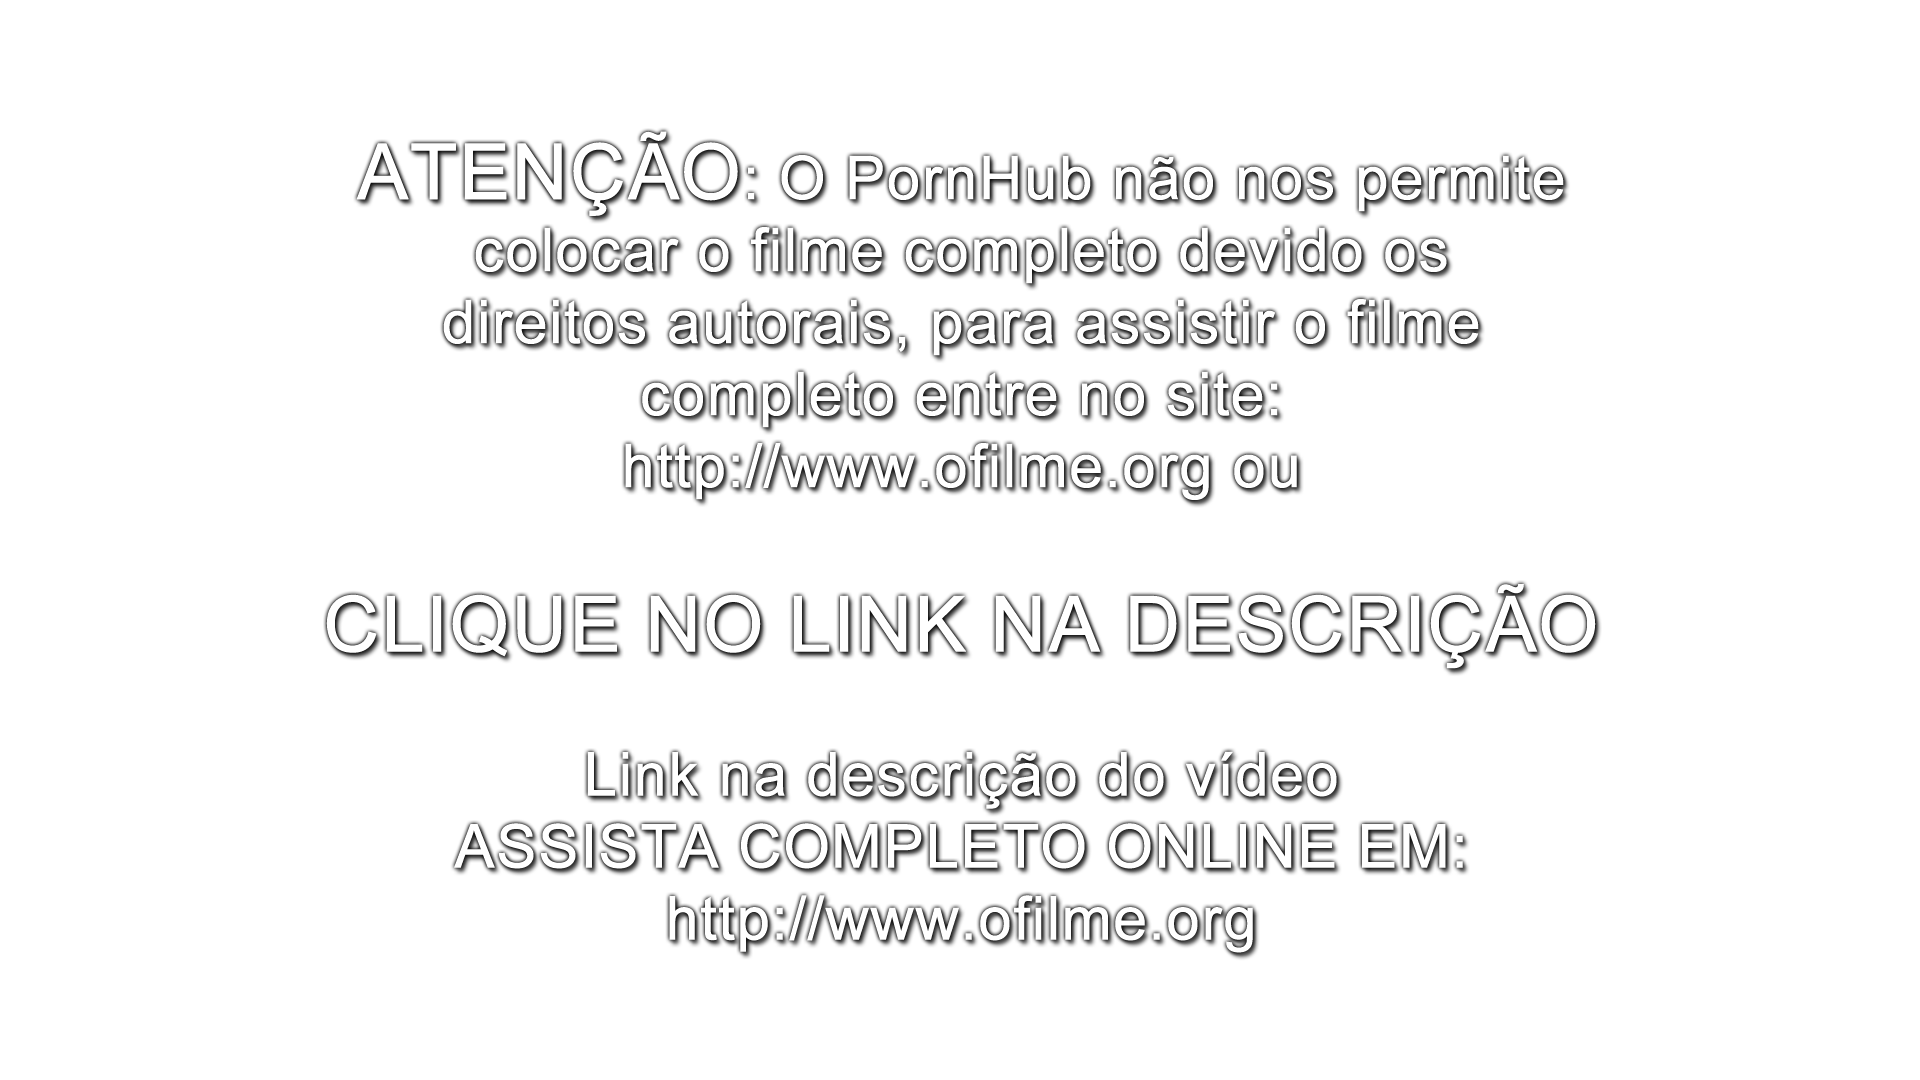 ATENÇÃO: O PornHub não nos permite
colocar o filme completo devido os
direitos autorais, para assistir o filme
completo entre no site:
http://www.ofilme.org ou
CLIQUE NO LINK NA DESCRIÇÃO
Link na descrição do vídeo
ASSISTA COMPLETO ONLINE EM:
http://www.ofilme.org